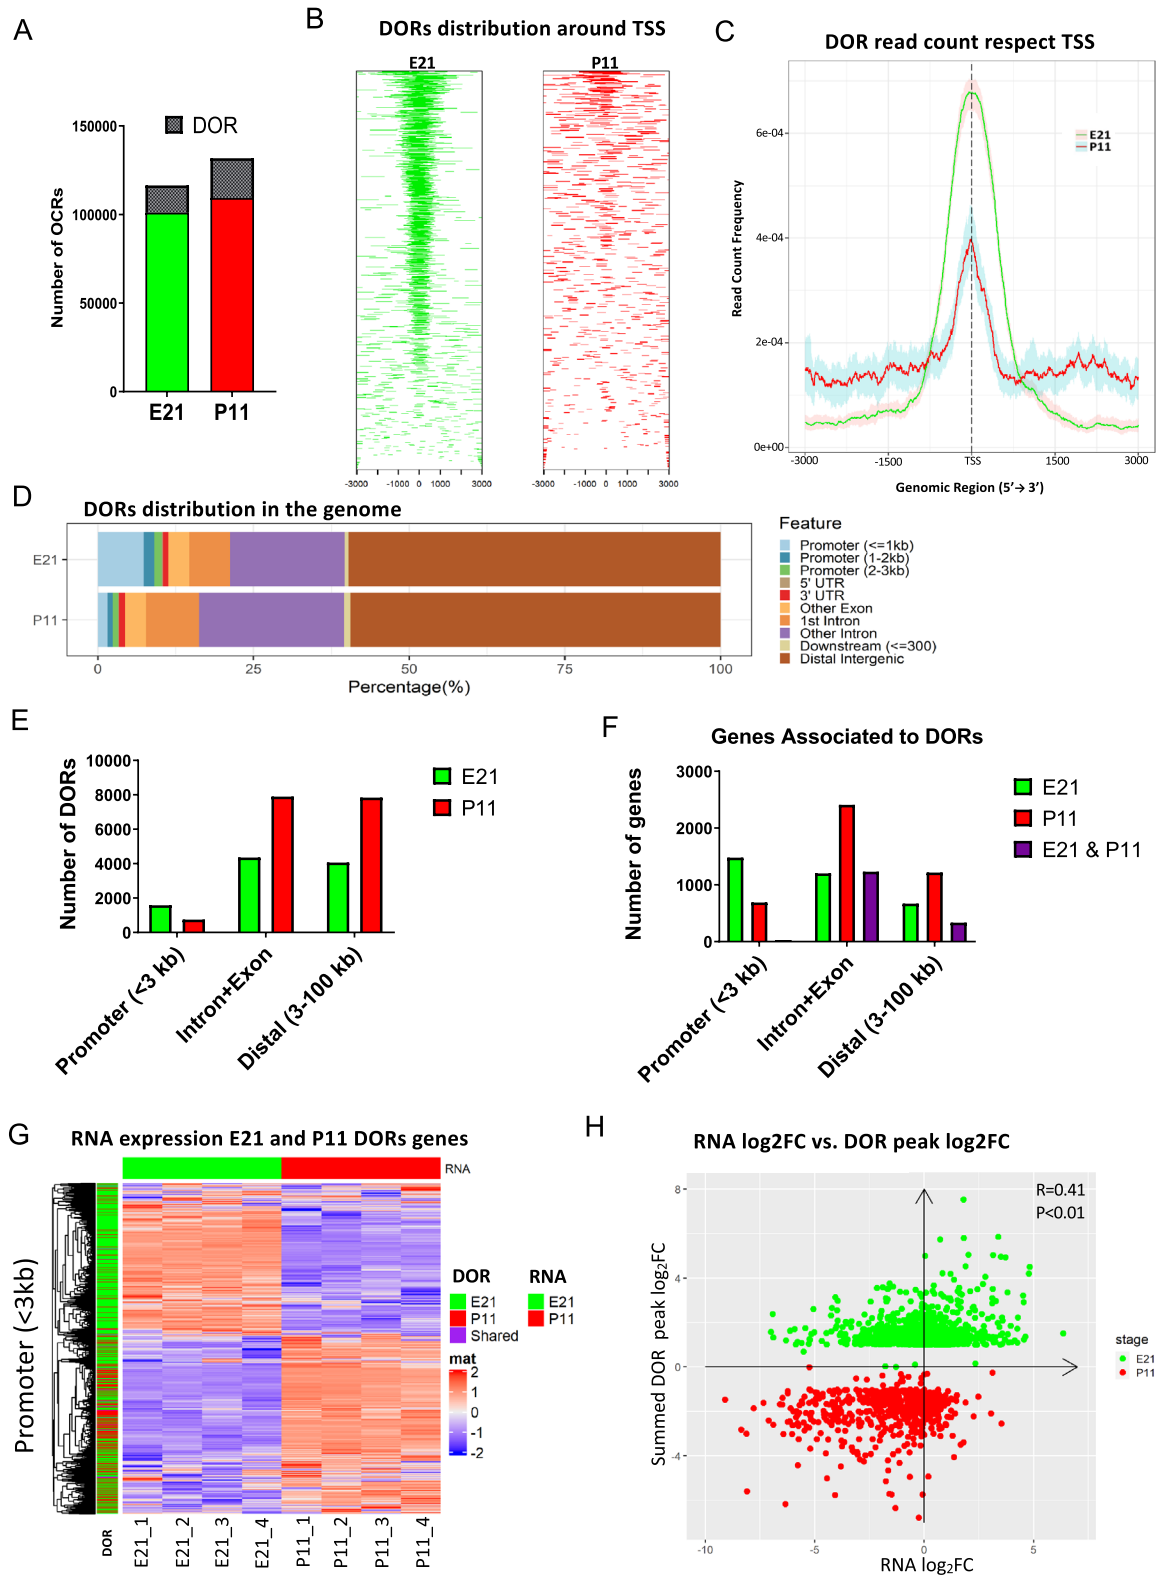 A
DOR
150000
100000
50000
0
Number of OCRs
E21
P11
B
DORs distribution around TSS
E21
P11
-3000
-1000
0
1000
3000
-3000
-1000
0
1000
3000
C
DOR read count respect TSS
6e-04
4e-04
2e-04
0e+00
Read Count Frequency
E21
P11
-3000
-1500
TSS
1500
3000
Genomic Region (5’→ 3’)
D
DORs distribution in the genome
E21
P11
0
25
50
75
100
Percentage(%)
Feature
Promoter (<=1kb)
Promoter (1-2kb)
Promoter (2-3kb)
5' UTR
3' UTR
Other Exon
1st Intron
Other Intron
Downstream (<=300)
Distal Intergenic
E
10000
8000
6000
4000
2000
0
Number of DORs
E21
P11
Promoter (<3 kb)
Intron+Exon
Distal (3-100 kb)
F
Genes Associated to DORs
3000
2000
1000
0
Number of genes
E21
P11
E21 & P11
Promoter (<3 kb)
Intron+Exon
Distal (3-100 kb)
G
RNA expression E21 and P11 DORs genes
RNA
Promoter (<3kb)
DOR
E21
P11
Shared
RNA
E21
P11
mat
2
1
0
-1
-2
DOR
E21_1
E21_2
E21_3
E21_4
P11_1
P11_2
P11_3
P11_4
H
RNA log2FC vs. DOR peak log2FC
R=0.41
P<0.01
8
4
0
-4
Summed DOR peak log₂FC
-10
-5
0
5
RNA log₂FC
stage
E21
P11